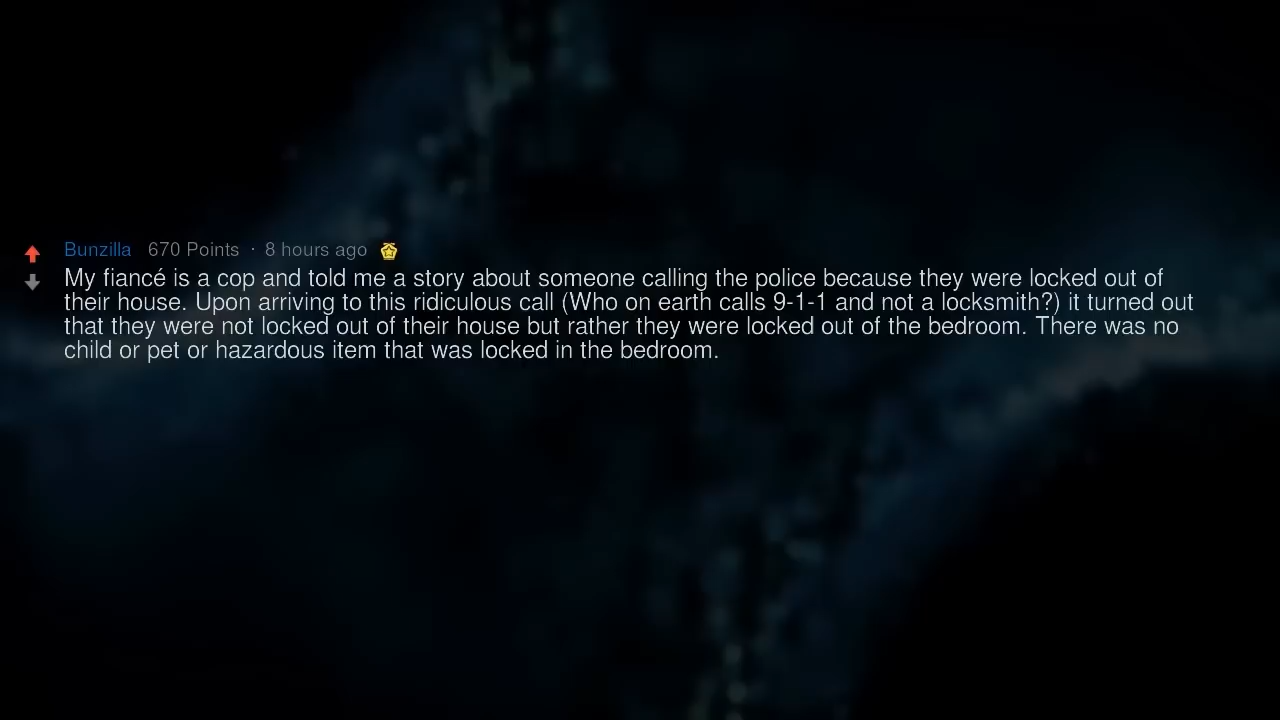 Bunzilla 670 Points · 8 hours ago
My fiancé is a cop and told me a story about someone calling the police because they were locked out of
their house. Upon arriving to this ridiculous call (Who on earth calls 9-1-1 and not a locksmith?) it turned out
that they were not locked out of their house but rather they were locked out of the bedroom. There was no
child or pet or hazardous item that was locked in the bedroom.